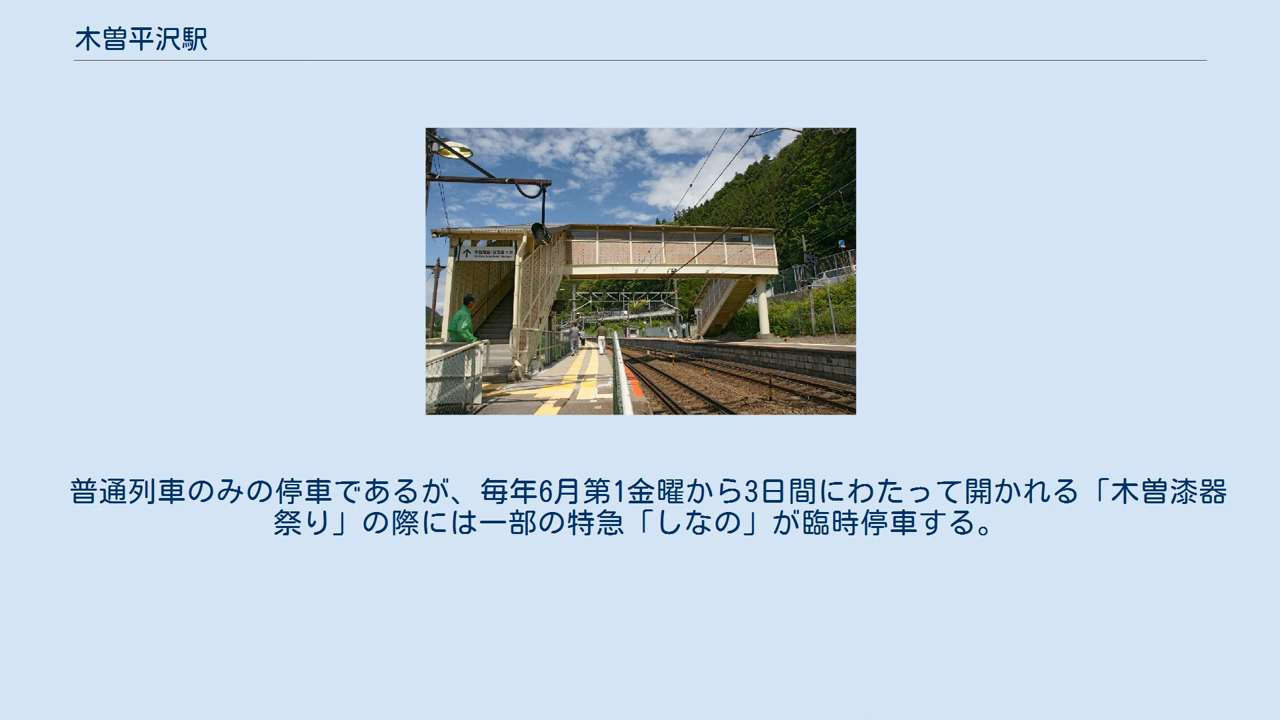 木曽平沢駅
普通列車のみの停車であるが、毎年6月第1金曜から3日間にわたって開かれる「木曽漆器
祭り」の際には一部の特急「しなの」が臨時停車する。